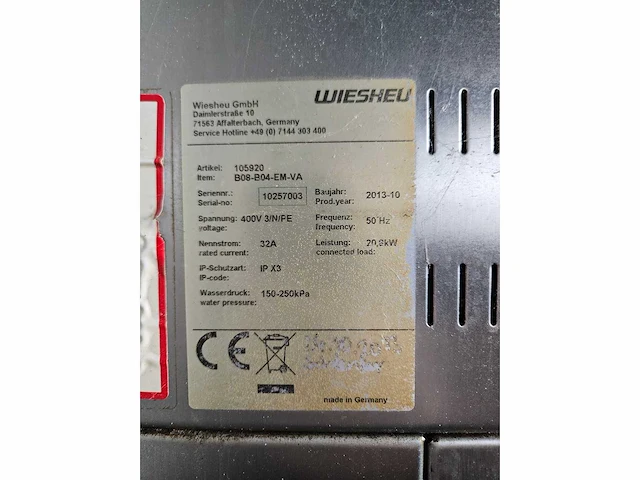 Wiesheu GmbH
WIESHEU
Daimlerstraße 10
71563 Affalterbach, Germany
Service Hotline +49 (0) 7144 303 400
Artikel: 105920
Item: B08-B04-EM-VA
Seriennr.: Baujahr:
Serial-no: 10257003 Prod.year: 2013-10
Spannung: 400V 3/N/PE Frequenz: 50 Hz
voltage: frequency:
Nennstrom: 32A Leistung: 20,8kW
rated current: connected load:
IP-Schutzart: IP X3
IP-code:
Wasserdruck: 150-250kPa
water pressure:
CE
made in Germany